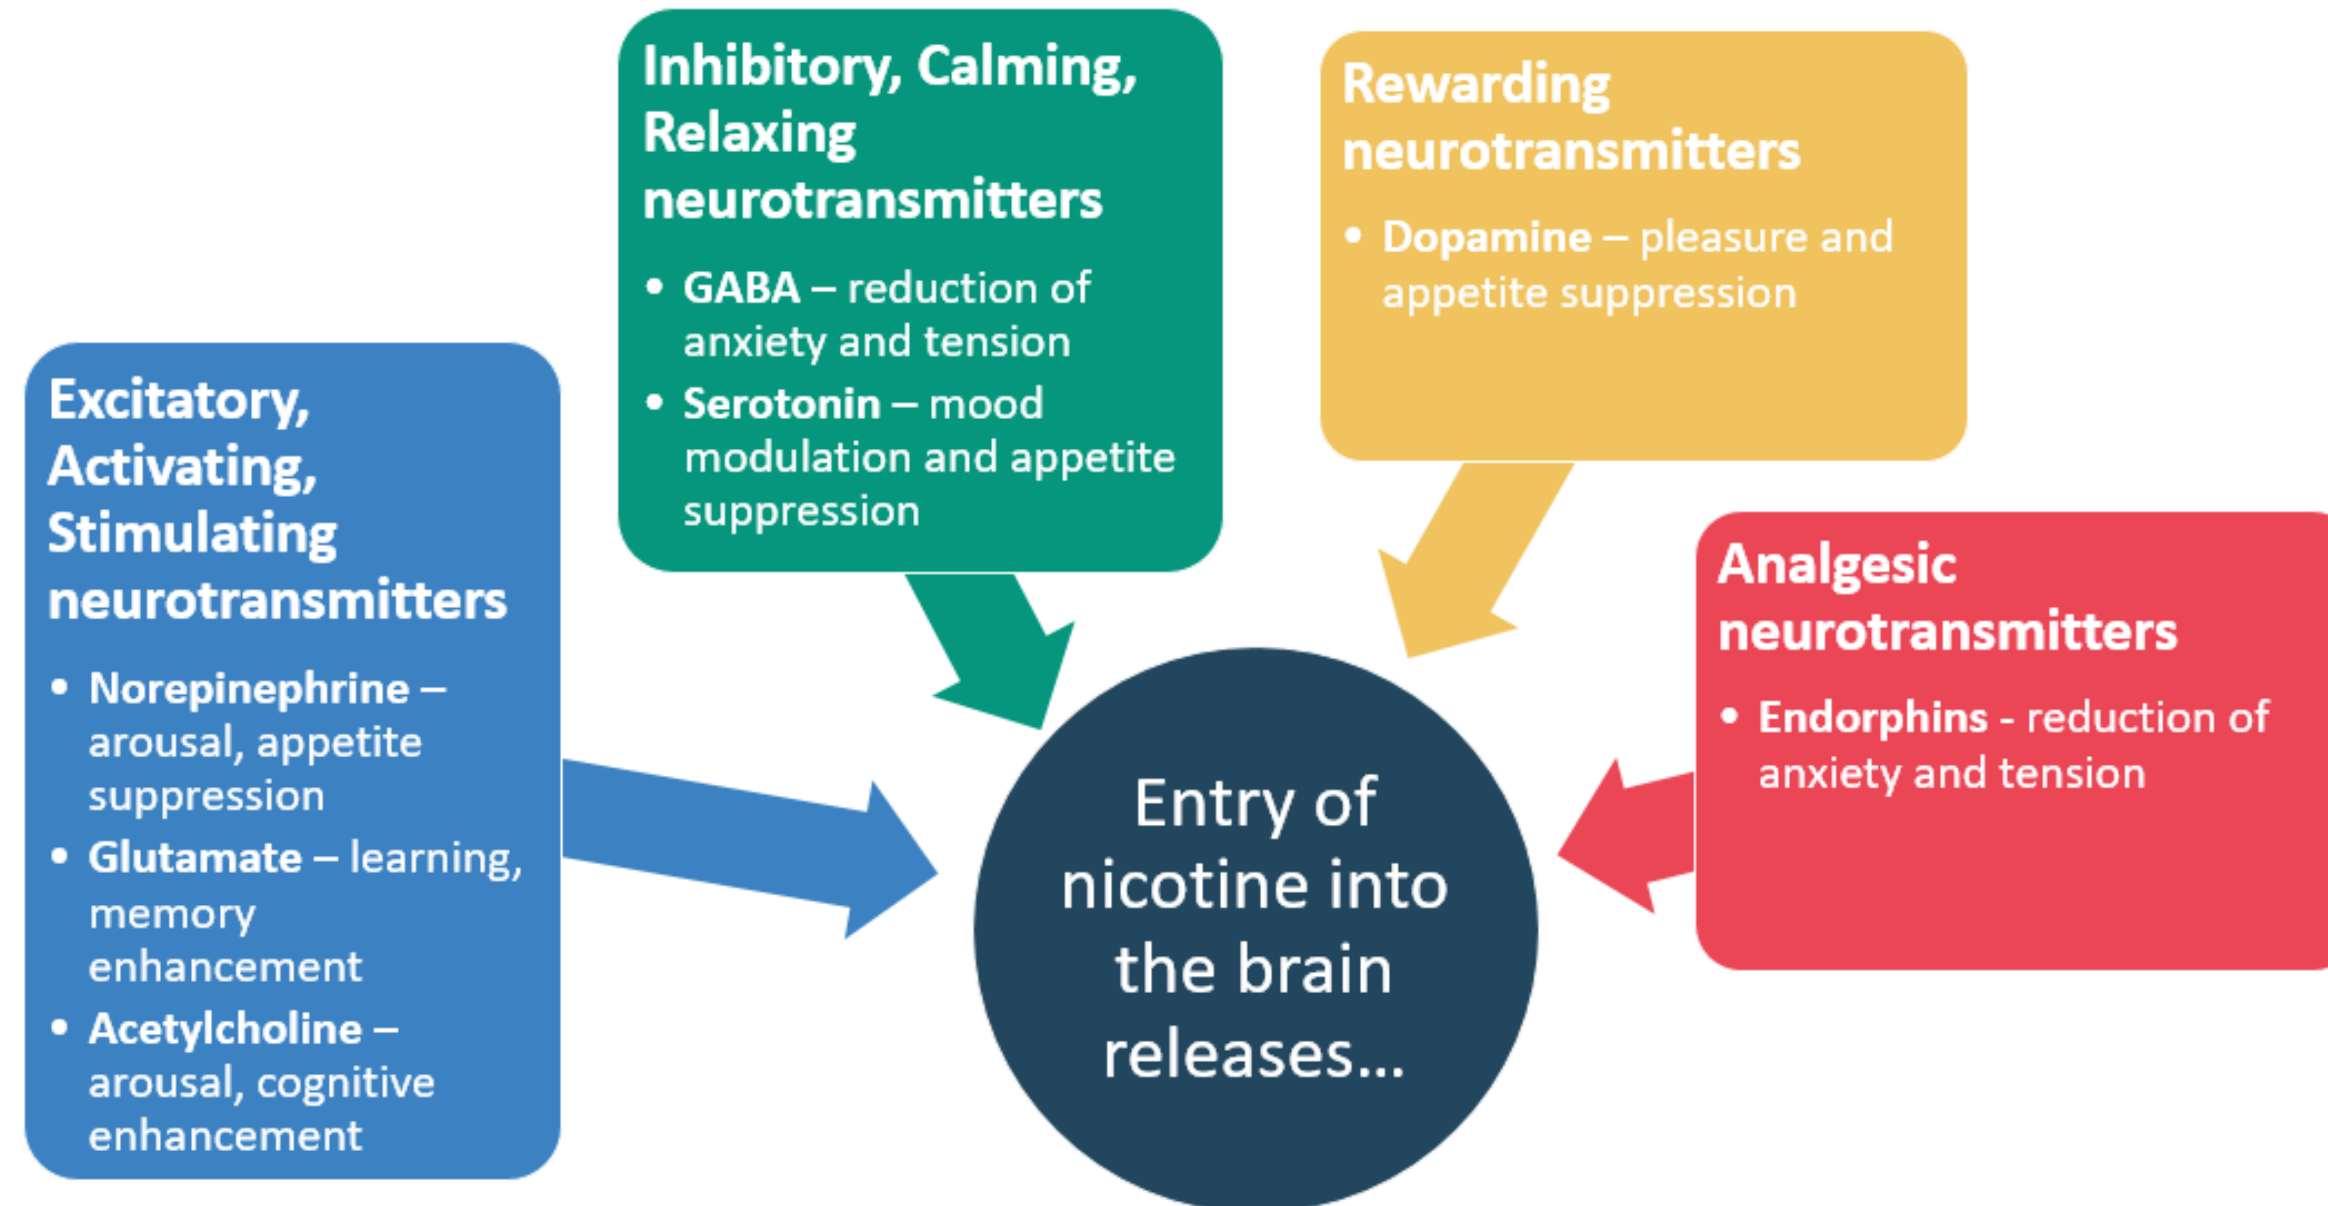 Excitatory,
Activating,
Stimulating
neurotransmitters
• Norepinephrine –
arousal, appetite
suppression
• Glutamate – learning,
memory
enhancement
• Acetylcholine –
arousal, cognitive
enhancement
Inhibitory, Calming,
Relaxing
neurotransmitters
• GABA – reduction of
anxiety and tension
• Serotonin – mood
modulation and appetite
suppression
Rewarding
neurotransmitters
• Dopamine – pleasure and
appetite suppression
Analgesic
neurotransmitters
• Endorphins - reduction of
anxiety and tension
Entry of
nicotine into
the brain
releases...